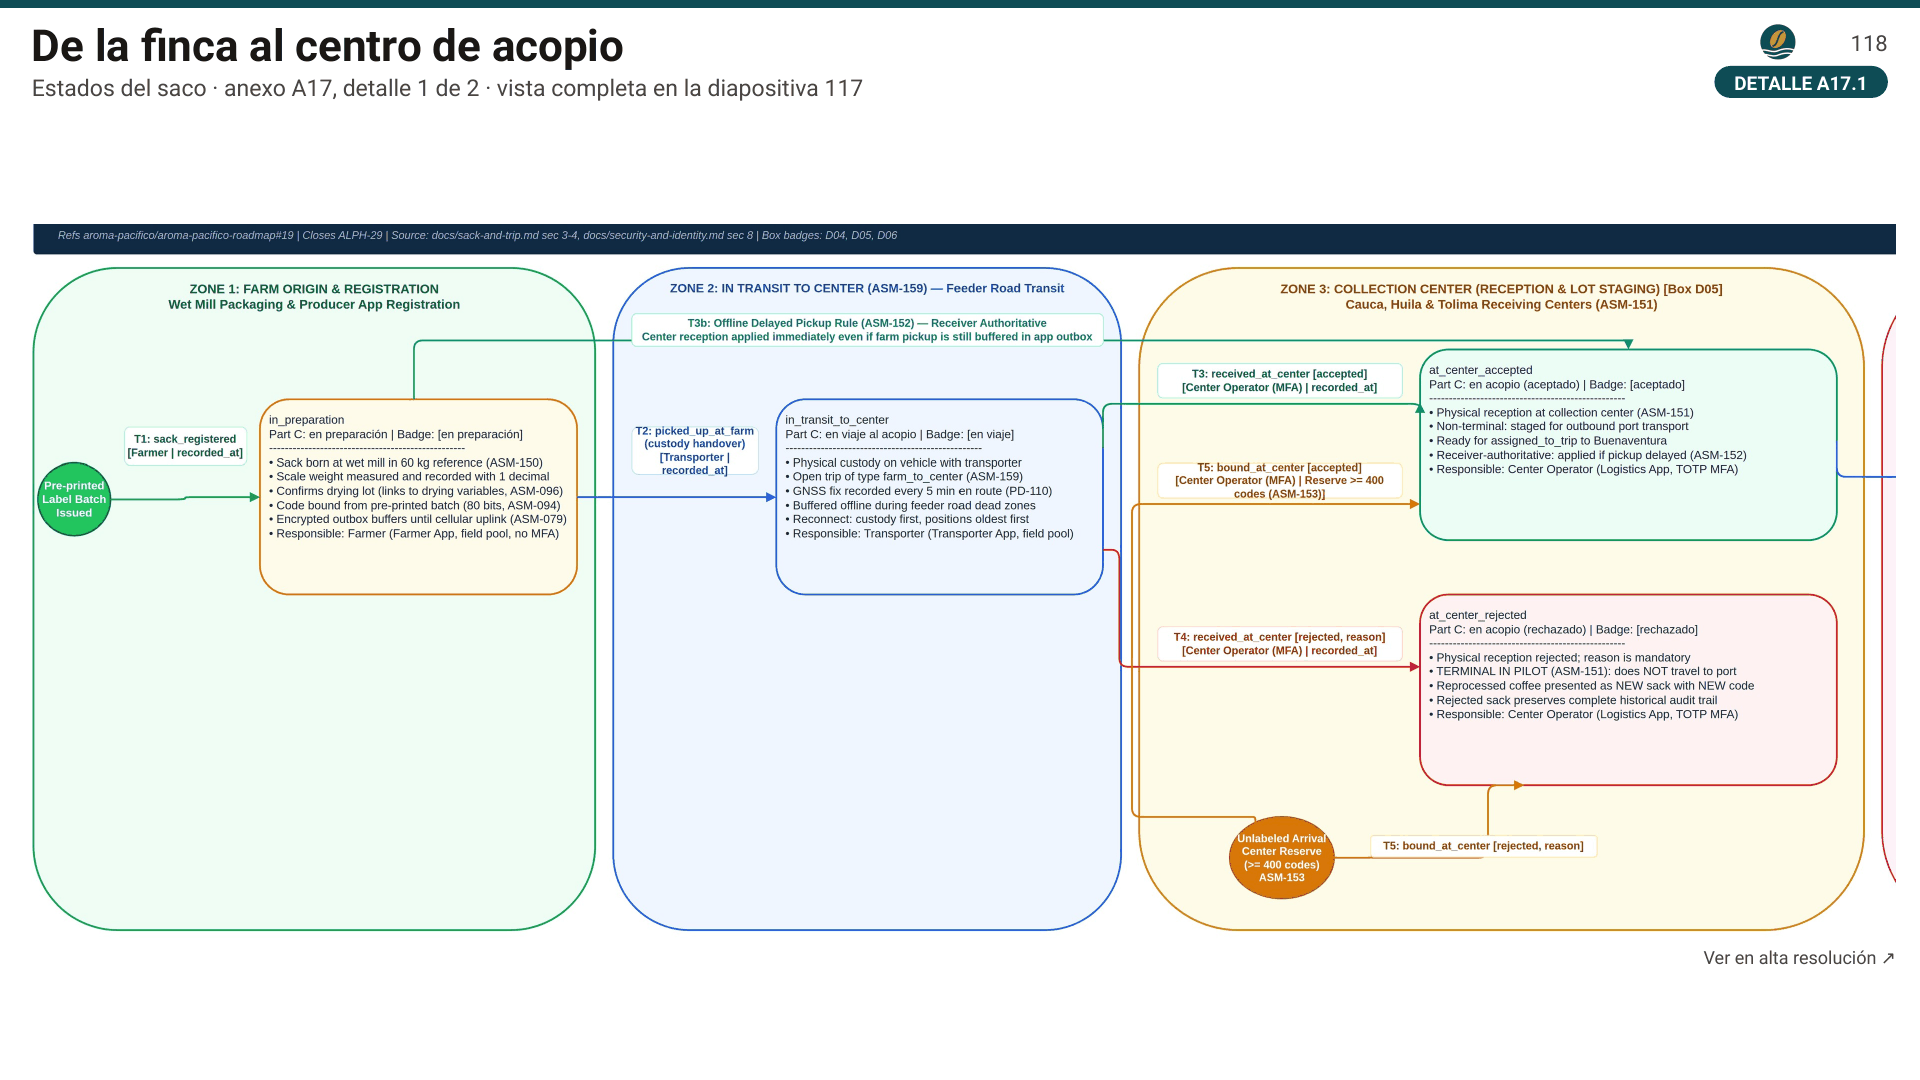 De la finca al centro de acopio
Estados del saco · anexo A17, detalle 1 de 2 · vista completa en la diapositiva 117
118
DETALLE A17.1
Refs aroma-pacifico/aroma-pacifico-roadmap#19 | Closes ALPH-29 | Source: docs/sack-and-trip.md sec 3-4, docs/security-and-identity.md sec 8 | Box badges: D04, D05, D06
ZONE 1: FARM ORIGIN & REGISTRATION
Wet Mill Packaging & Producer App Registration
Pre-printed
Label Batch
Issued
T1: sack_registered
[Farmer | recorded_at]
in_preparation
Part C: en preparación | Badge: [en preparación]
------------------------------------------------
• Sack born at wet mill in 60 kg reference (ASM-150)
• Scale weight measured and recorded with 1 decimal
• Confirms drying lot (links to drying variables, ASM-096)
• Code bound from pre-printed batch (80 bits, ASM-094)
• Encrypted outbox buffers until cellular uplink (ASM-079)
• Responsible: Farmer (Farmer App, field pool, no MFA)
ZONE 2: IN TRANSIT TO CENTER (ASM-159) — Feeder Road Transit
T3b: Offline Delayed Pickup Rule (ASM-152) — Receiver Authoritative
Center reception applied immediately even if farm pickup is still buffered in app outbox
T2: picked_up_at_farm
(custody handover)
[Transporter |
recorded_at]
in_transit_to_center
Part C: en viaje al acopio | Badge: [en viaje]
------------------------------------------------
• Physical custody on vehicle with transporter
• Open trip of type farm_to_center (ASM-159)
• GNSS fix recorded every 5 min en route (PD-110)
• Buffered offline during feeder road dead zones
• Reconnect: custody first, positions oldest first
• Responsible: Transporter (Transporter App, field pool)
ZONE 3: COLLECTION CENTER (RECEPTION & LOT STAGING) [Box D05]
Cauca, Huila & Tolima Receiving Centers (ASM-151)
T3: received_at_center [accepted]
[Center Operator (MFA) | recorded_at]
at_center_accepted
Part C: en acopio (aceptado) | Badge: [aceptado]
------------------------------------------------
• Physical reception at collection center (ASM-151)
• Non-terminal: staged for outbound port transport
• Ready for assigned_to_trip to Buenaventura
• Receiver-authoritative: applied if pickup delayed (ASM-152)
• Responsible: Center Operator (Logistics App, TOTP MFA)
T5: bound_at_center [accepted]
[Center Operator (MFA) | Reserve >= 400
codes (ASM-153)]
T4: received_at_center [rejected, reason]
[Center Operator (MFA) | recorded_at]
at_center_rejected
Part C: en acopio (rechazado) | Badge: [rechazado]
------------------------------------------------
• Physical reception rejected; reason is mandatory
• TERMINAL IN PILOT (ASM-151): does NOT travel to port
• Reprocessed coffee presented as NEW sack with NEW code
• Rejected sack preserves complete historical audit trail
• Responsible: Center Operator (Logistics App, TOTP MFA)
Unlabeled Arrival
Center Reserve
(>= 400 codes)
ASM-153
T5: bound_at_center [rejected, reason]
Ver en alta resolución ↗